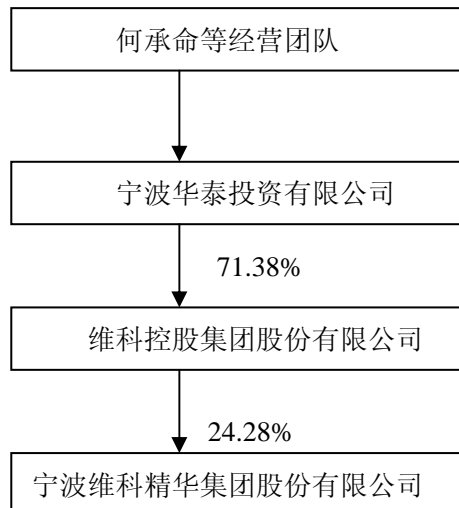 何承命等经营团队
宁波华泰投资有限公司
71.38%
维科控股集团股份有限公司
24.28%
宁波维科精华集团股份有限公司